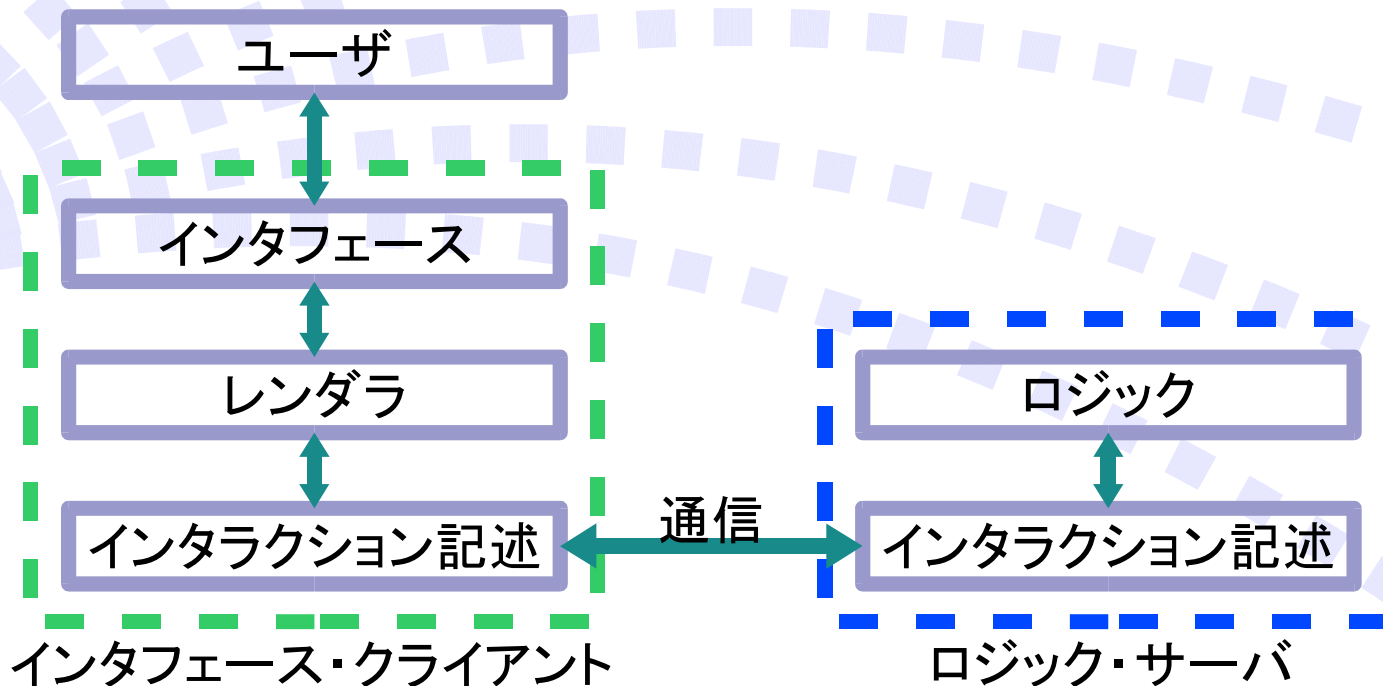 ユーザ
インタフェース
レンダラ
インタラクション記述
インタフェース・クライアント
通信
ロジック
インタラクション記述
ロジック・サーバ